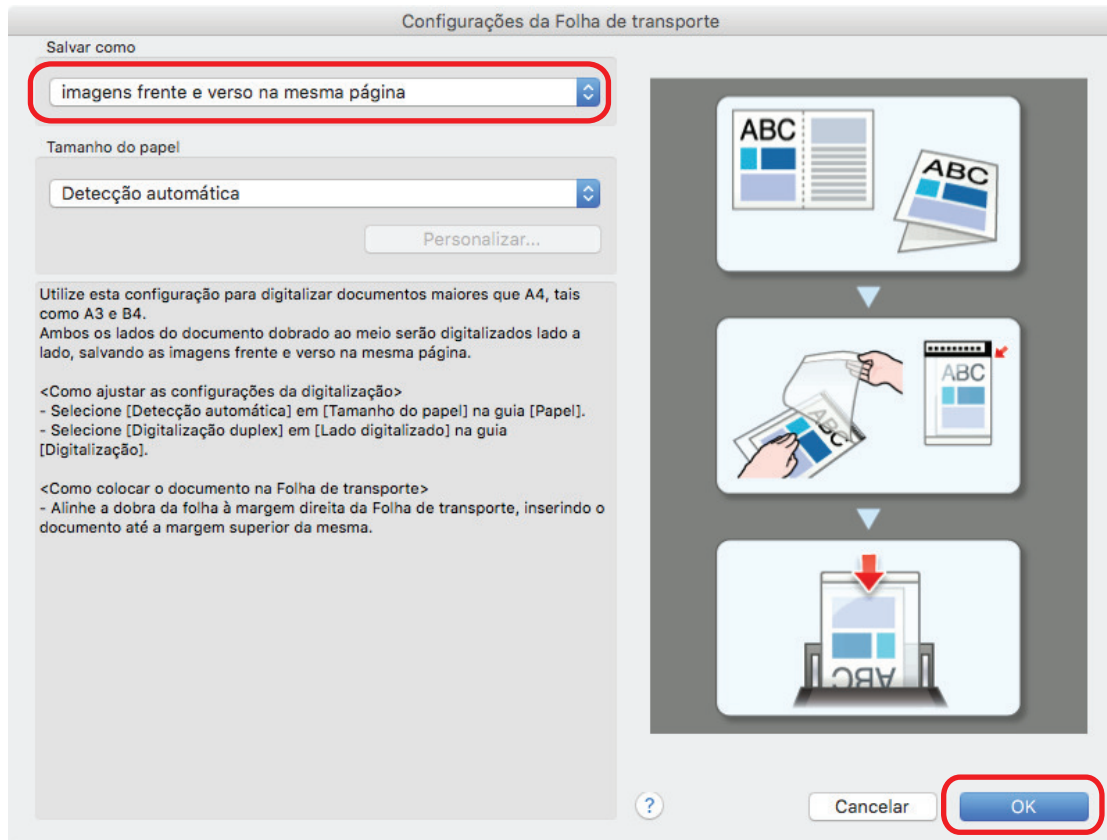 Configurações da Folha de transporte
Salvar como
imagens frente e verso na mesma página
Tamanho do papel
Detecção automática
Personalizar...
Utilize esta configuração para digitalizar documentos maiores que A4, tais
como A3 e B4.
Ambos os lados do documento dobrado ao meio serão digitalizados lado a
lado, salvando as imagens frente e verso na mesma página.
<Como ajustar as configurações da digitalização>
- Selecione [Detecção automática] em [Tamanho do papel] na guia [Papel].
- Selecione [Digitalização duplex] em [Lado digitalizado] na guia
[Digitalização].
<Como colocar o documento na Folha de transporte>
- Alinhe a dobra da folha à margem direita da Folha de transporte, inserindo o
documento até a margem superior da mesma.
ABC
ABC
ABC
ABC
ABC
?
Cancelar
OK